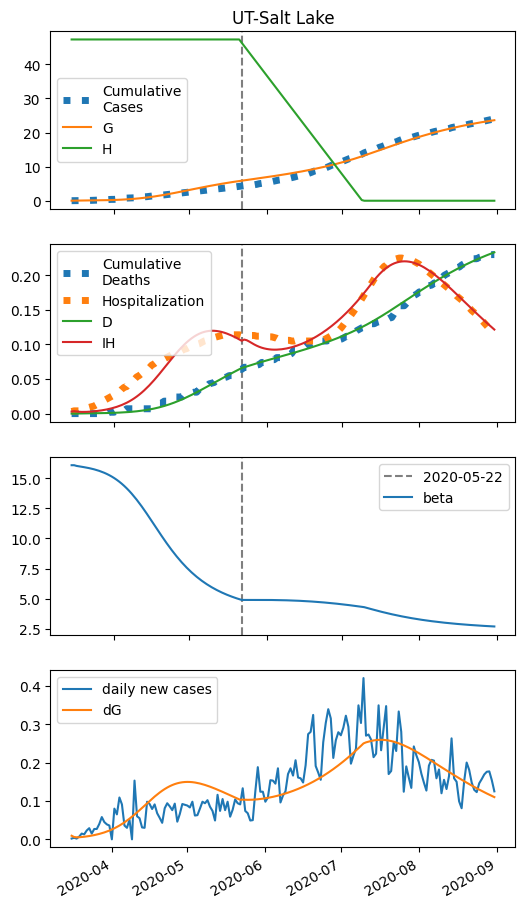 UT-Salt Lake
40
30
20
10
0
Cumulative
Cases
G
H
0.20
0.15
0.10
0.05
0.00
Cumulative
Deaths
Hospitalization
D
IH
15.0
12.5
10.0
7.5
5.0
2.5
2020-05-22
beta
0.4
0.3
0.2
0.1
0.0
daily new cases
dG
2020-04
2020-05
2020-06
2020-07
2020-08
2020-09